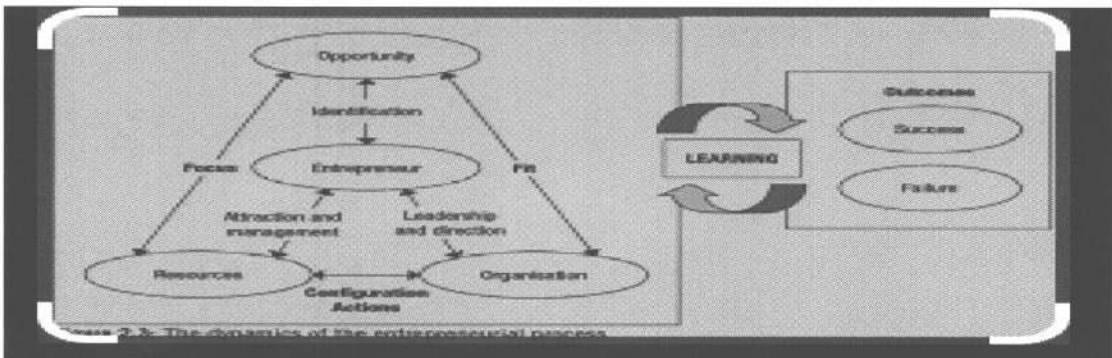 Opportunity
Identification
Entrepreneur
Focus
Fit
Attraction and
management
Leadership
and direction
Resources
Organisation
Configuration
Actions
LEARNING
Outcomes
Success
Failure
The dynamics of the entrepreneurial process